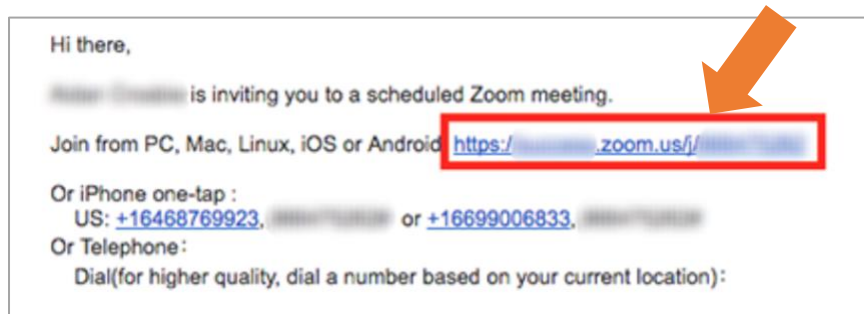 Hi there,
is inviting you to a scheduled Zoom meeting.
Join from PC, Mac, Linux, iOS or Android https:/ .zoom.us/j/
Or iPhone one-tap :
US: +16468769923, or +16699006833,
Or Telephone:
Dial(for higher quality, dial a number based on your current location):